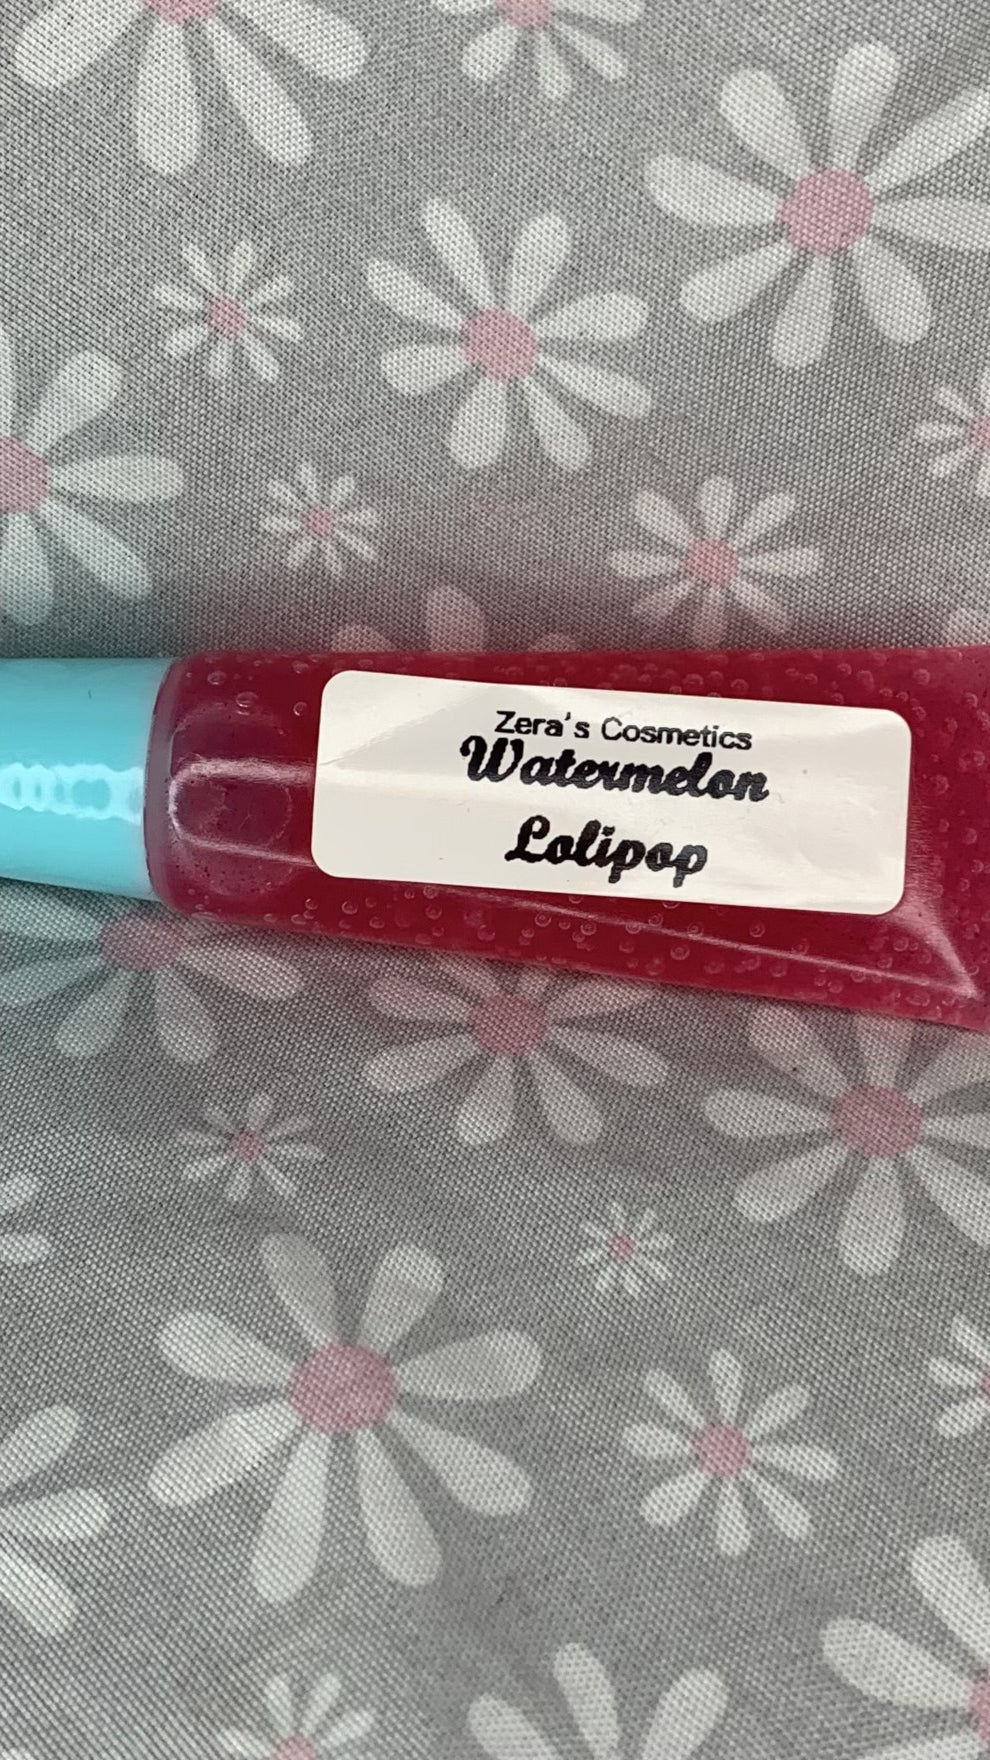 Zera's Cosmetics
Watermelon
Lolipop